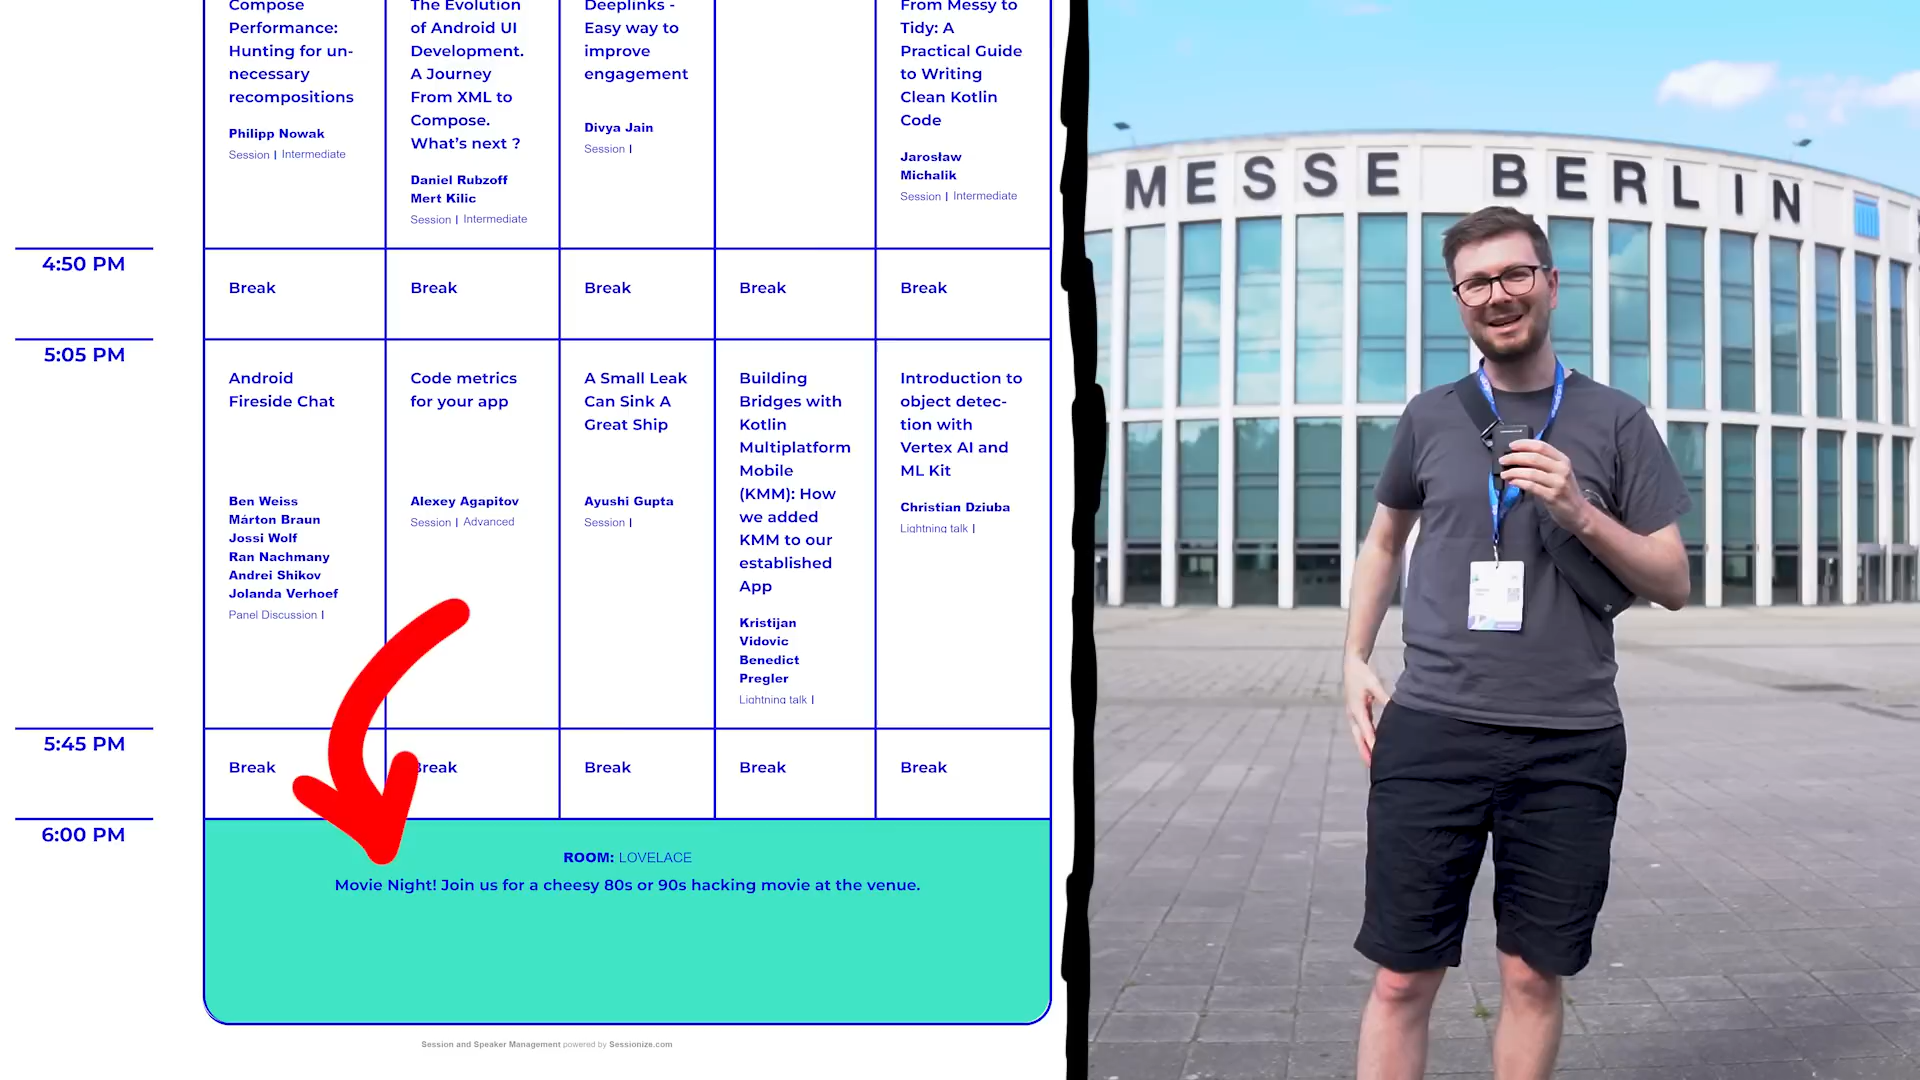 Compose
Performance:
Hunting for un-
necessary
recompositions
Philipp Nowak
Session | Intermediate
The Evolution
of Android UI
Development.
A Journey
From XML to
Compose.
What's next ?
Daniel Rubzoff
Mert Kilic
Session | Intermediate
Deeplinks -
Easy way to
improve
engagement
Divya Jain
Session |
From Messy to
Tidy: A
Practical Guide
to Writing
Clean Kotlin
Code
Jarosław
Michalik
Session | Intermediate
4:50 PM
Break
Break
Break
Break
Break
5:05 PM
Android
Fireside Chat
Ben Weiss
Márton Braun
Jossi Wolf
Ran Nachmany
Andrei Shikov
Jolanda Verhoef
Panel Discussion |
Code metrics
for your app
Alexey Agapitov
Session | Advanced
A Small Leak
Can Sink A
Great Ship
Ayushi Gupta
Session |
Building
Bridges with
Kotlin
Multiplatform
Mobile
(KMM): How
we added
KMM to our
established
App
Kristijan
Vidovic
Benedict
Pregler
Lightning talk |
Introduction to
object detec-
tion with
Vertex AI and
ML Kit
Christian Dziuba
Lightning talk |
5:45 PM
Break
Break
Break
Break
Break
6:00 PM
ROOM: LOVELACE
Movie Night! Join us for a cheesy 80s or 90s hacking movie at the venue.
Session and Speaker Management powered by Sessionize.com
MESSE BERLIN